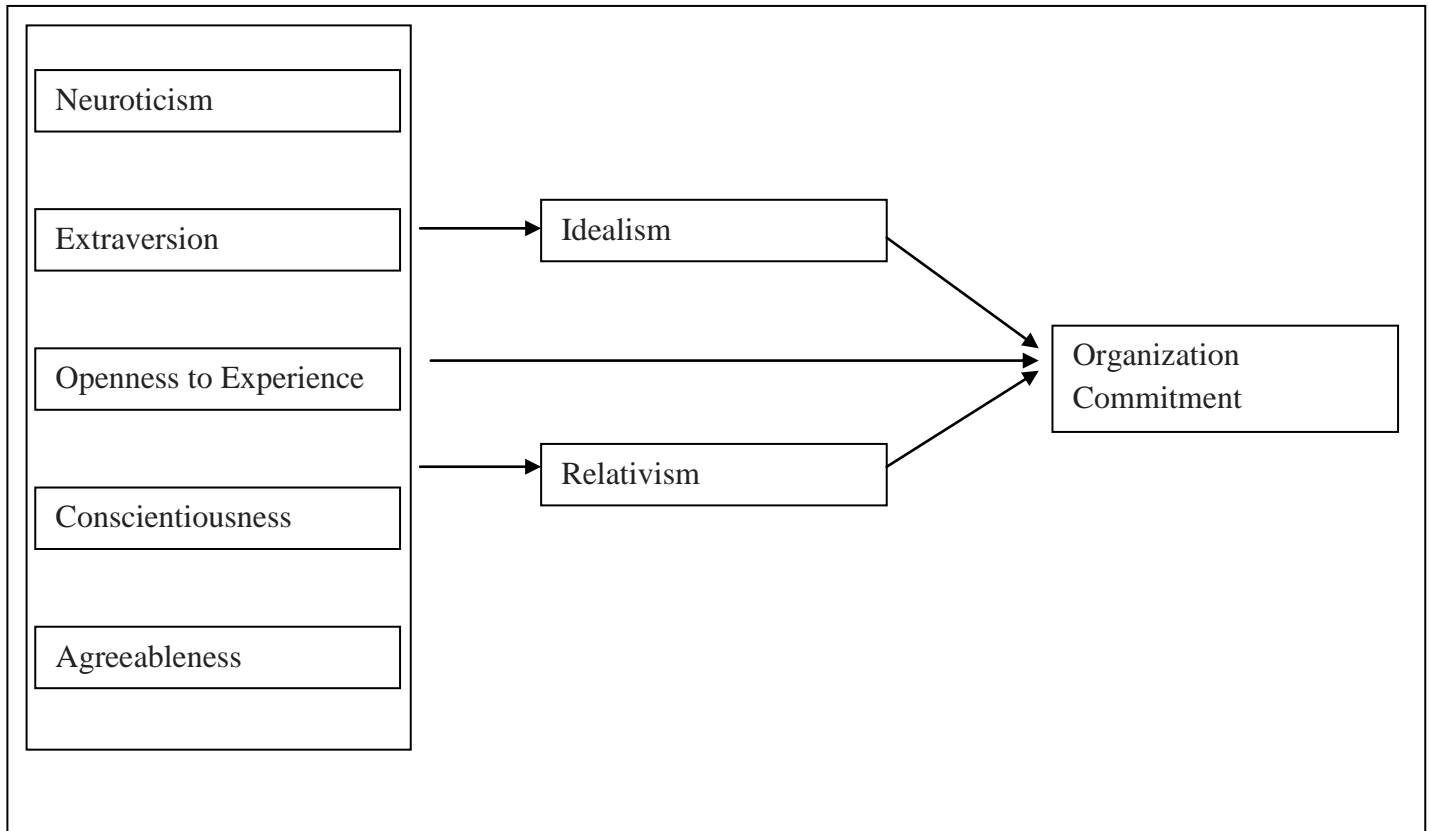 Neuroticism
Extraversion
Openness to Experience
Conscientiousness
Agreeableness
Idealism
Relativism
Organization
Commitment